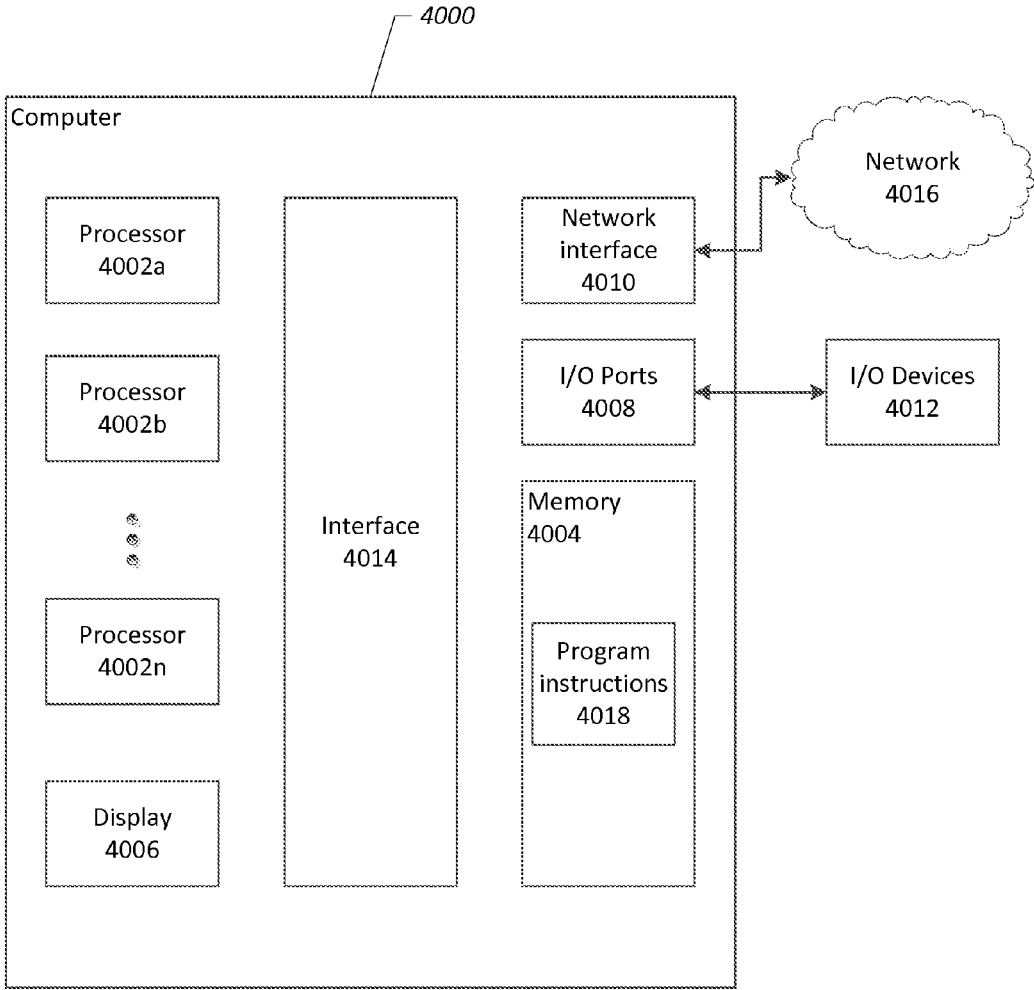 4000
Computer
Network
4016
Processor
4002a
Network
interface
4010
Processor
4002b
I/O Ports
4008
I/O Devices
4012
Interface
4014
Memory
4004
Processor
4002n
Program
instructions
4018
Display
4006